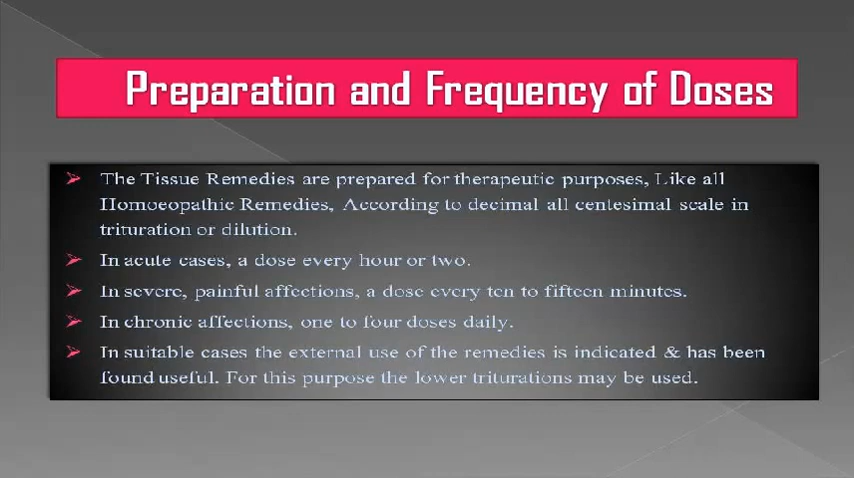 Preparation and Frequency of Doses
The Tissue Remedies are prepared for therapeutic purposes, Like all
Homoeopathic Remedies, According to decimal all centesimal scale in
trituration or dilution.
In acute cases, a dose every hour or two.
In severe, painful affections, a dose every ten to fifteen minutes.
In chronic affections, one to four doses daily.
In suitable cases the external use of the remedies is indicated & has been
found useful. For this purpose the lower triturations may be used.